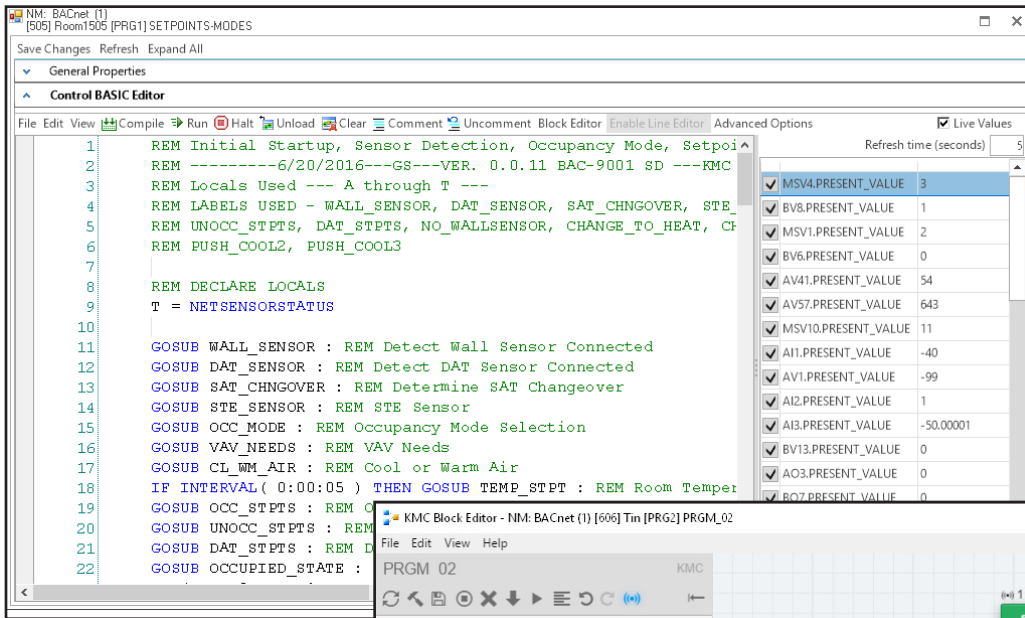 NM: BACnet (1)
[505] Room1505 [PRG1] SETPOINTS-MODES
Save Changes Refresh Expand All
General Properties
Control BASIC Editor
File Edit View Compile Run Halt Unload Clear Comment Uncomment Block Editor Enable Line Editor Advanced Options Live Values
Refresh time (seconds) 5
1 REM Initial Startup, Sensor Detection, Occupancy Mode, Setpoi
2 REM ---------6/20/2016---GS---VER. 0.0.11 BAC-9001 SD ---KMC
3 REM Locals Used --- A through T ---
4 REM LABELS USED - WALL_SENSOR, DAT_SENSOR, SAT_CHNGOVER, STE_
5 REM UNOCC_STPTS, DAT_STPTS, NO_WALLSENSOR, CHANGE_TO_HEAT, CH
6 REM PUSH_COOL2, PUSH_COOL3
7
8 REM DECLARE LOCALS
9 T = NETSENSORSTATUS
10
11 GOSUB WALL_SENSOR : REM Detect Wall Sensor Connected
12 GOSUB DAT_SENSOR : REM Detect DAT Sensor Connected
13 GOSUB SAT_CHNGOVER : REM Determine SAT Changeover
14 GOSUB STE_SENSOR : REM STE Sensor
15 GOSUB OCC_MODE : REM Occupancy Mode Selection
16 GOSUB VAV_NEEDS : REM VAV Needs
17 GOSUB CL_WM_AIR : REM Cool or Warm Air
18 IF INTERVAL( 0:00:05 ) THEN GOSUB TEMP_STPT : REM Room Temper
19 GOSUB OCC_STPTS : REM O
20 GOSUB UNOCC_STPTS : REM
21 GOSUB DAT_STPTS : REM D
22 GOSUB OCCUPIED_STATE :
MSV4.PRESENT_VALUE 3
BV8.PRESENT_VALUE 1
MSV1.PRESENT_VALUE 2
BV6.PRESENT_VALUE 0
AV41.PRESENT_VALUE 54
AV57.PRESENT_VALUE 643
MSV10.PRESENT_VALUE 11
AI1.PRESENT_VALUE -40
AV1.PRESENT_VALUE -99
AI2.PRESENT_VALUE 1
AI3.PRESENT_VALUE -50.00001
BV13.PRESENT_VALUE 0
AO3.PRESENT_VALUE 0
BO7.PRESENT_VALUE 0
KMC Block Editor - NM: BACnet (1) [606] Tin [PRG2] PRGM_02
File Edit View Help
PRGM 02 KMC
1